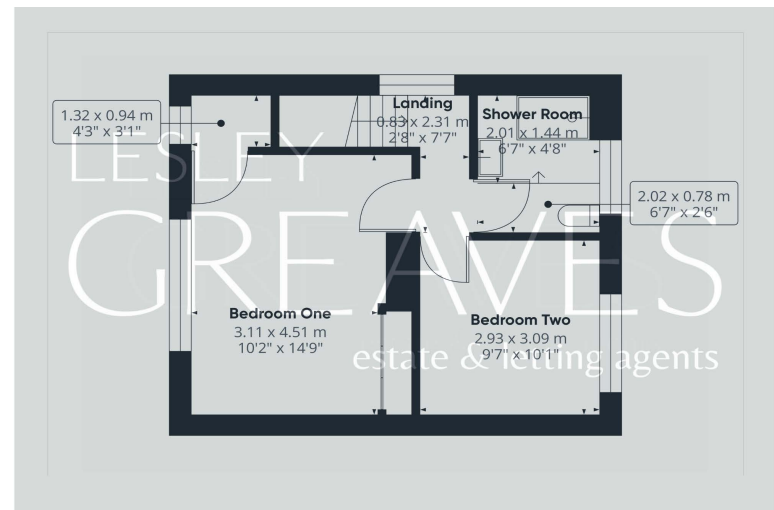 1.32 x 0.94 m
4'3" x 3'1"
Landing
0.83 x 2.31 m
2'8" x 7'7"
Shower Room
2.01 x 1.44 m
6'7" x 4'8"
2.02 x 0.78 m
6'7" x 2'6"
LESLEY
GREAVES
estate & letting agents
Bedroom One
3.11 x 4.51 m
10'2" x 14'9"
Bedroom Two
2.93 x 3.09 m
9'7" x 10'1"